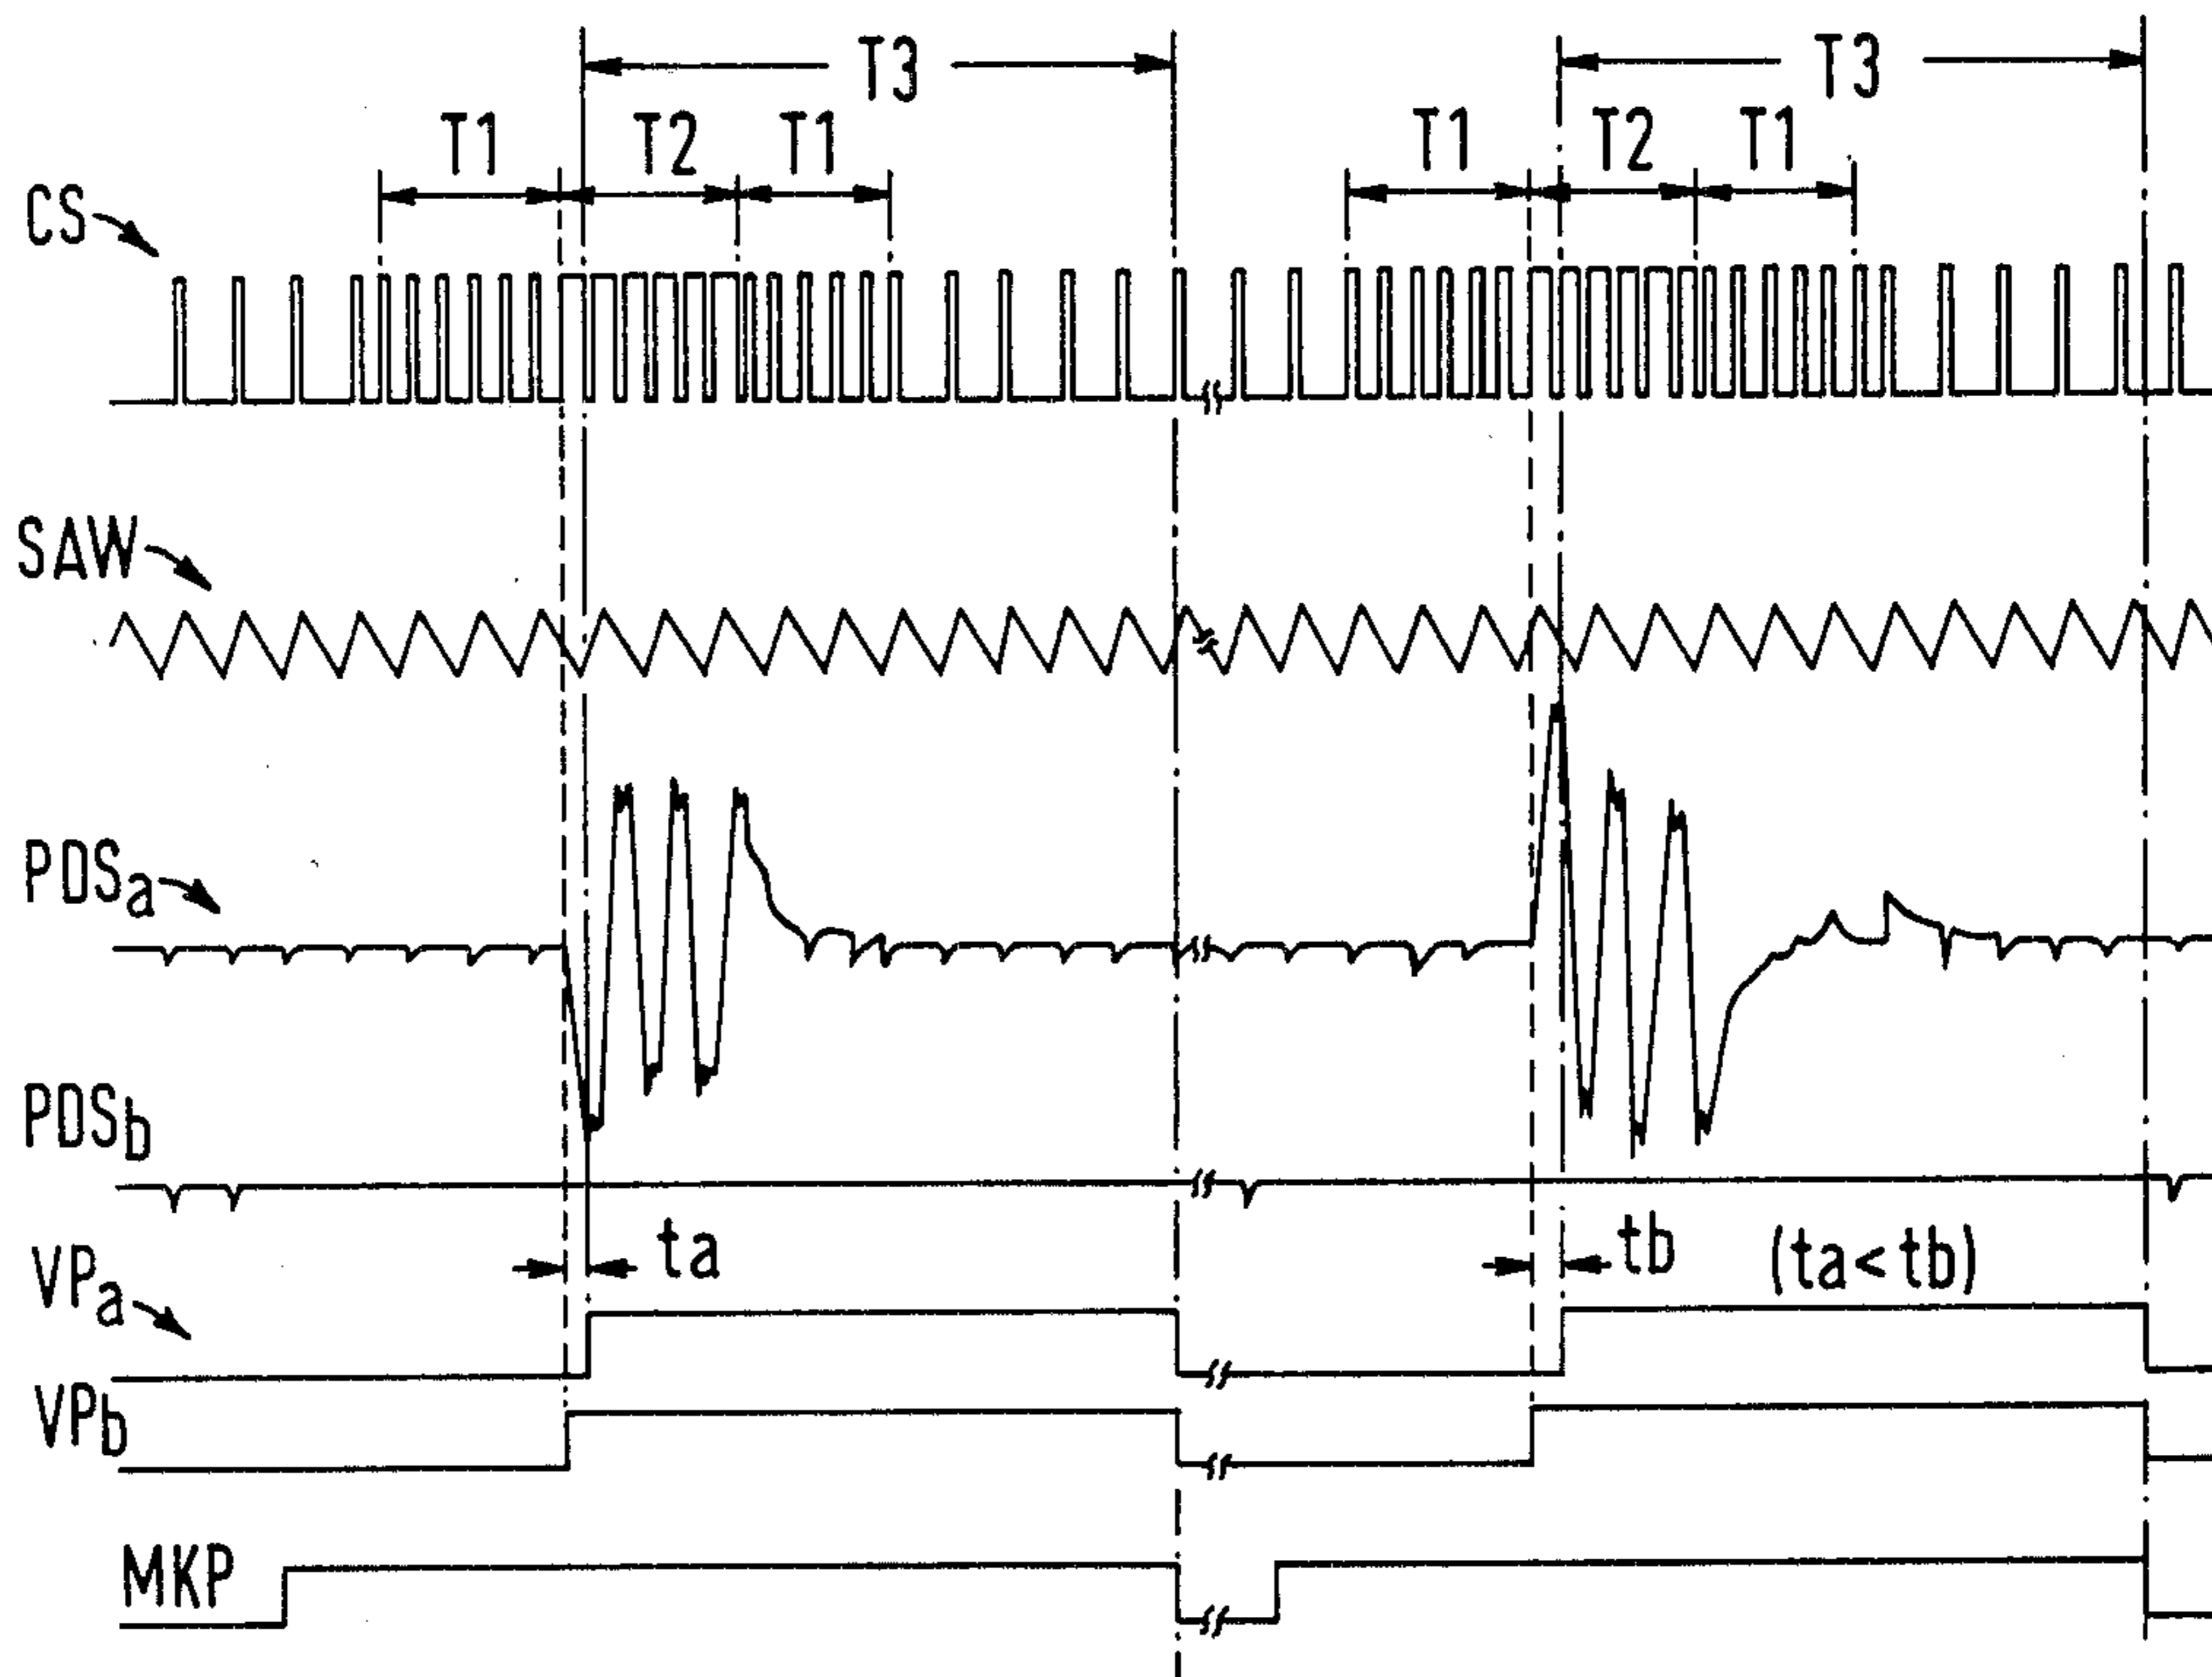 T3 T3
T1 T2 T1 T1 T2 T1
CS
SAW
PDSa
PDSb
ta tb (ta<tb)
VPa
VPb
MKP